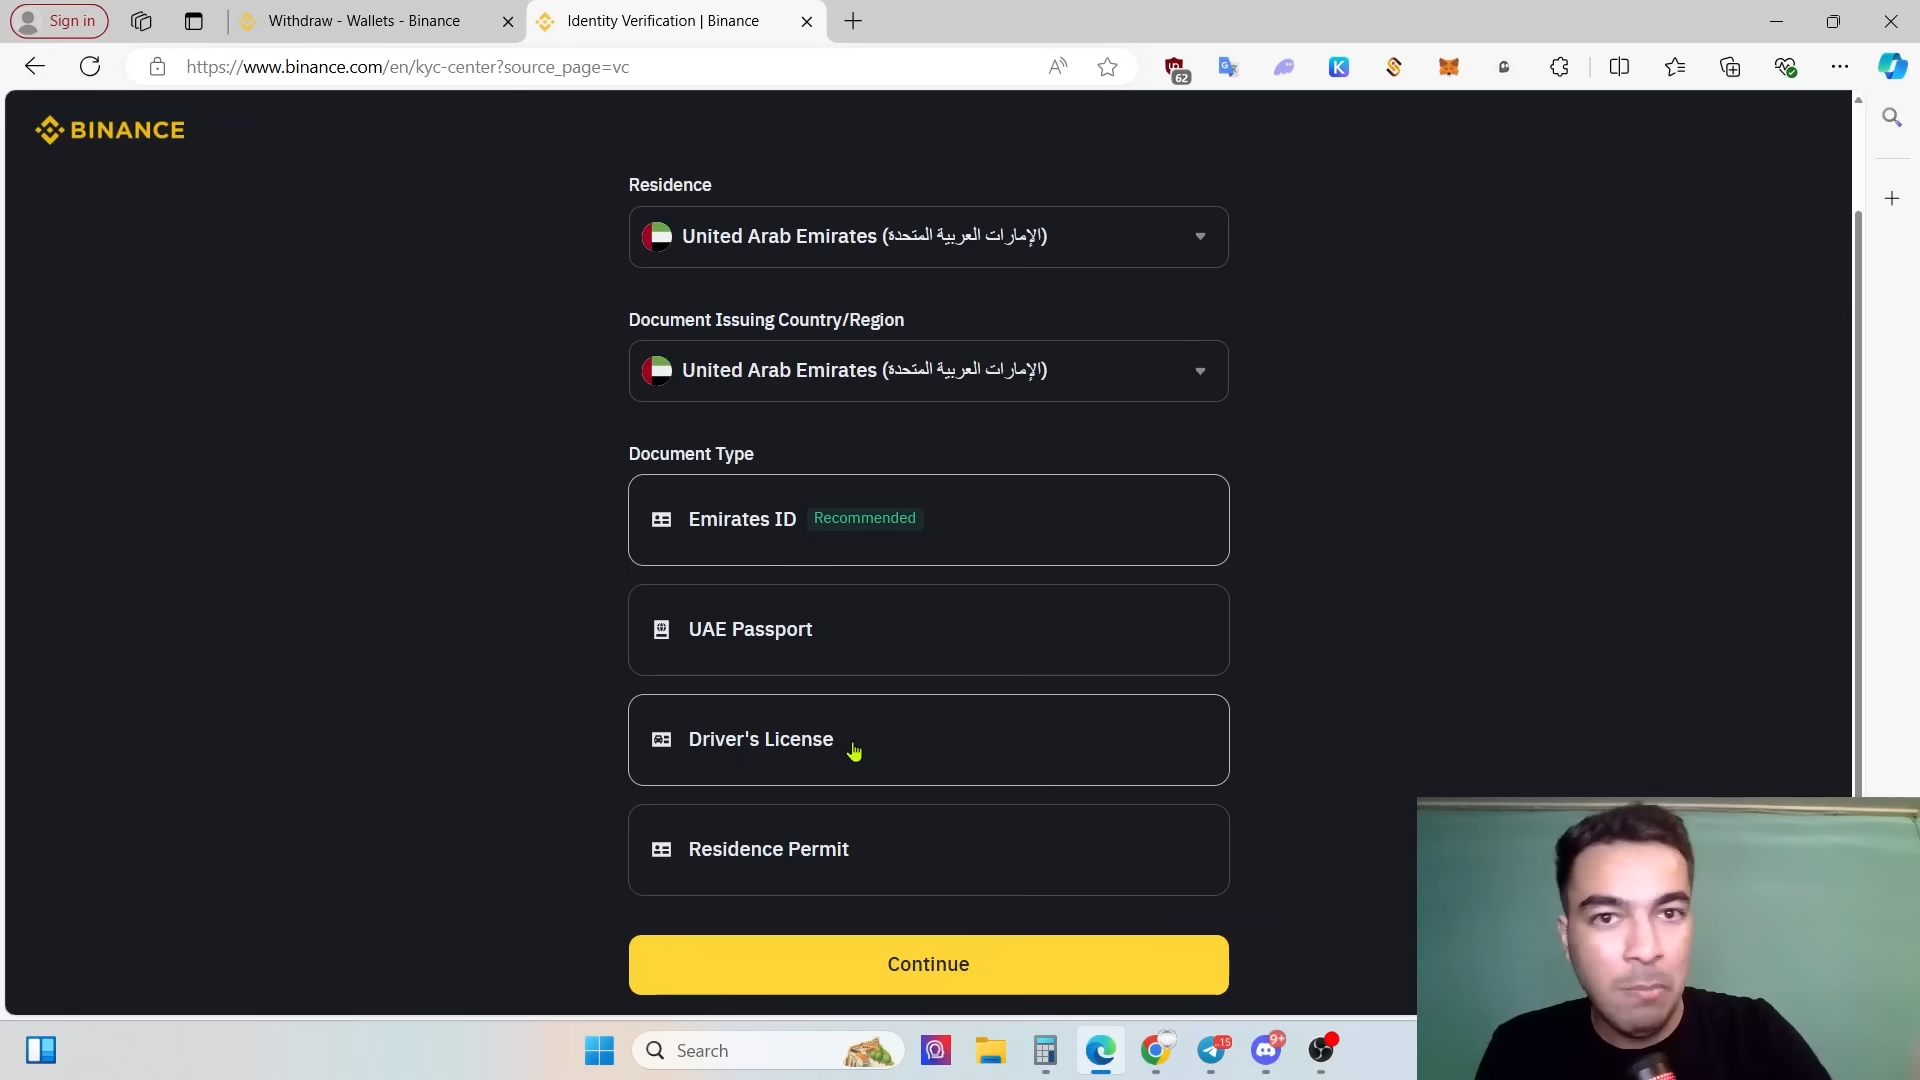 Sign in
Withdraw - Wallets - Binance
Identity Verification | Binance
https://www.binance.com/en/kyc-center?source_page=vc
62
BINANCE
Residence
United Arab Emirates (الإمارات العربية المتحدة)
Document Issuing Country/Region
United Arab Emirates (الإمارات العربية المتحدة)
Document Type
Emirates ID Recommended
UAE Passport
Driver's License
Residence Permit
Continue
Search
15
9+